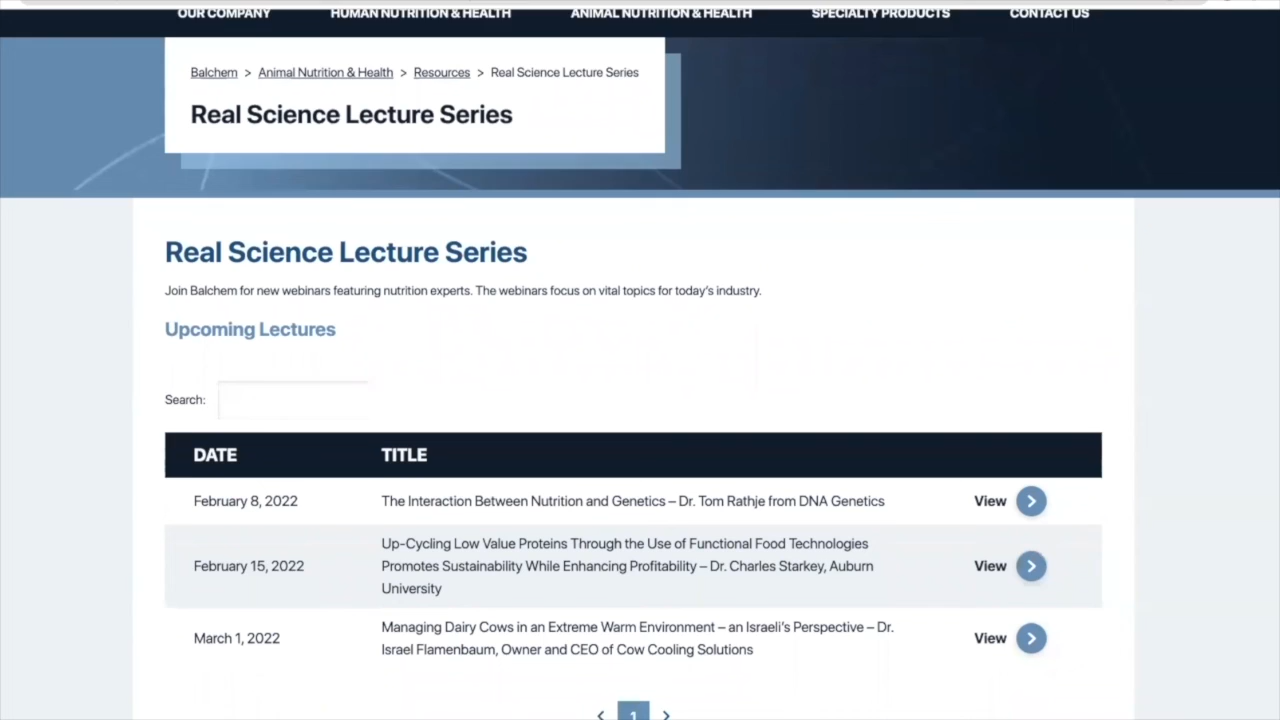 OUR COMPANY HUMAN NUTRITION & HEALTH ANIMAL NUTRITION & HEALTH SPECIALTY PRODUCTS CONTACT US
Balchem > Animal Nutrition & Health > Resources > Real Science Lecture Series
Real Science Lecture Series
Real Science Lecture Series
Join Balchem for new webinars featuring nutrition experts. The webinars focus on vital topics for today's industry.
Upcoming Lectures
Search:
DATE TITLE
February 8, 2022 The Interaction Between Nutrition and Genetics – Dr. Tom Rathje from DNA Genetics View
Up-Cycling Low Value Proteins Through the Use of Functional Food Technologies
February 15, 2022 Promotes Sustainability While Enhancing Profitability – Dr. Charles Starkey, Auburn View
University
Managing Dairy Cows in an Extreme Warm Environment – an Israeli's Perspective – Dr.
March 1, 2022 View
Israel Flamenbaum, Owner and CEO of Cow Cooling Solutions
< 1 >